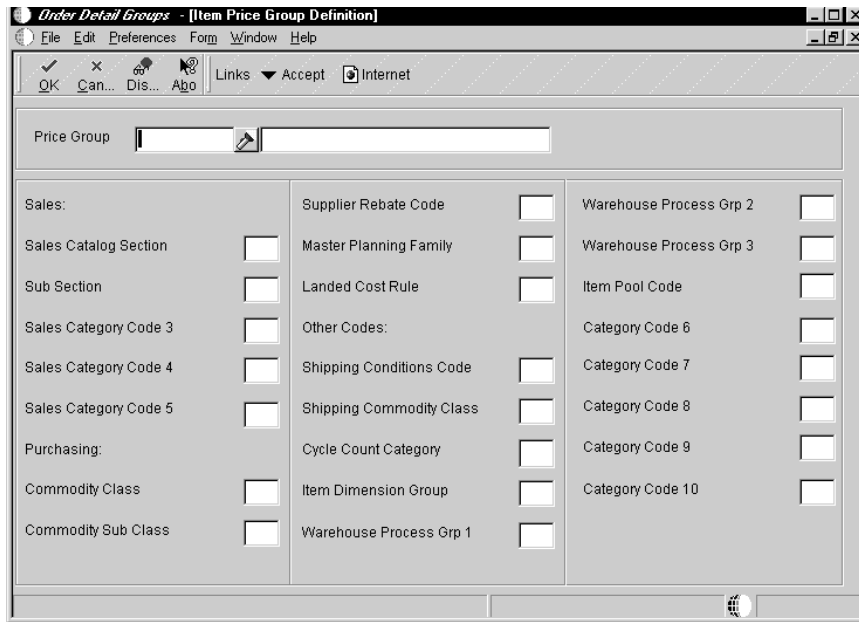 Order Detail Groups - [Item Price Group Definition]
File Edit Preferences Form Window Help
OK Can... Dis... Abo Links Accept Internet
Price Group
Sales:
Sales Catalog Section
Sub Section
Sales Category Code 3
Sales Category Code 4
Sales Category Code 5
Purchasing:
Commodity Class
Commodity Sub Class
Supplier Rebate Code
Master Planning Family
Landed Cost Rule
Other Codes:
Shipping Conditions Code
Shipping Commodity Class
Cycle Count Category
Item Dimension Group
Warehouse Process Grp 1
Warehouse Process Grp 2
Warehouse Process Grp 3
Item Pool Code
Category Code 6
Category Code 7
Category Code 8
Category Code 9
Category Code 10